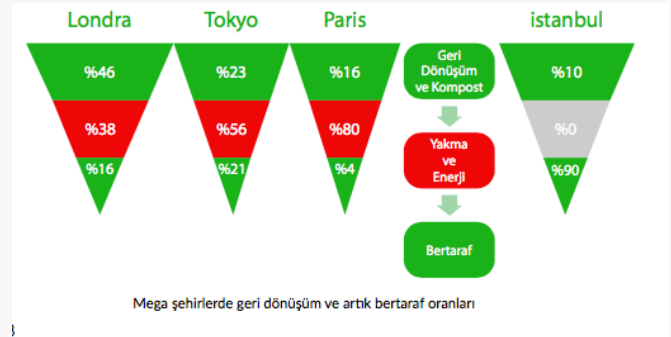 Londra
Tokyo
Paris
istanbul
%46
%23
%16
Geri
Dönüşüm
ve Kompost
%10
%38
%56
%80
Yakma
ve
Enerji
%0
%16
%21
%4
%90
Bertaraf
Mega şehirlerde geri dönüşüm ve artık bertaraf oranları